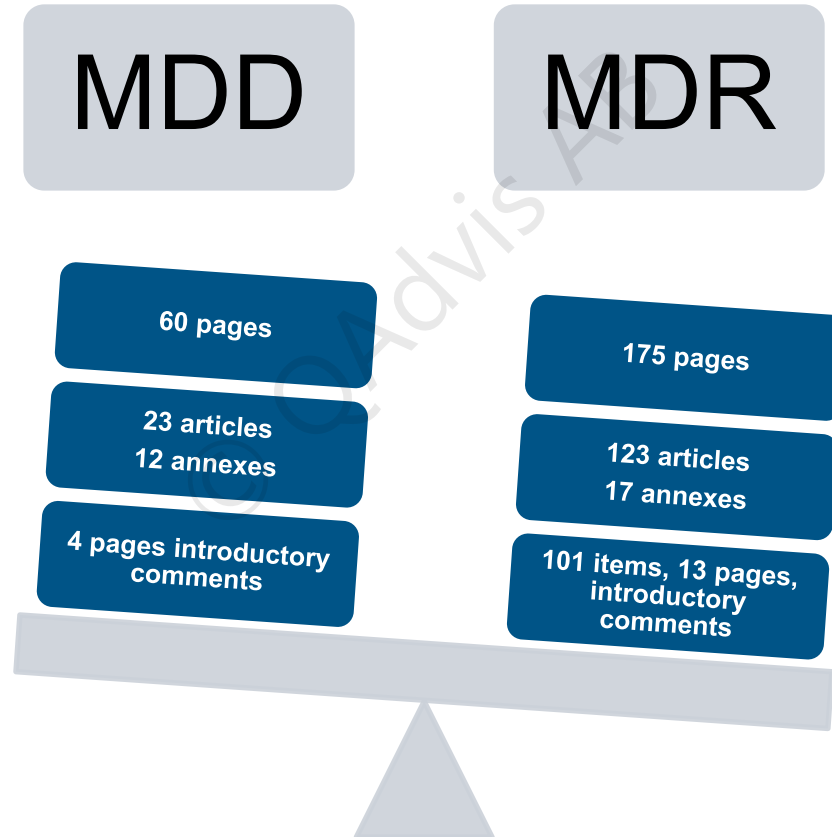 MDD
MDR
60 pages
23 articles
12 annexes
4 pages introductory
comments
175 pages
123 articles
17 annexes
101 items, 13 pages,
introductory
comments
© QAdvis AB